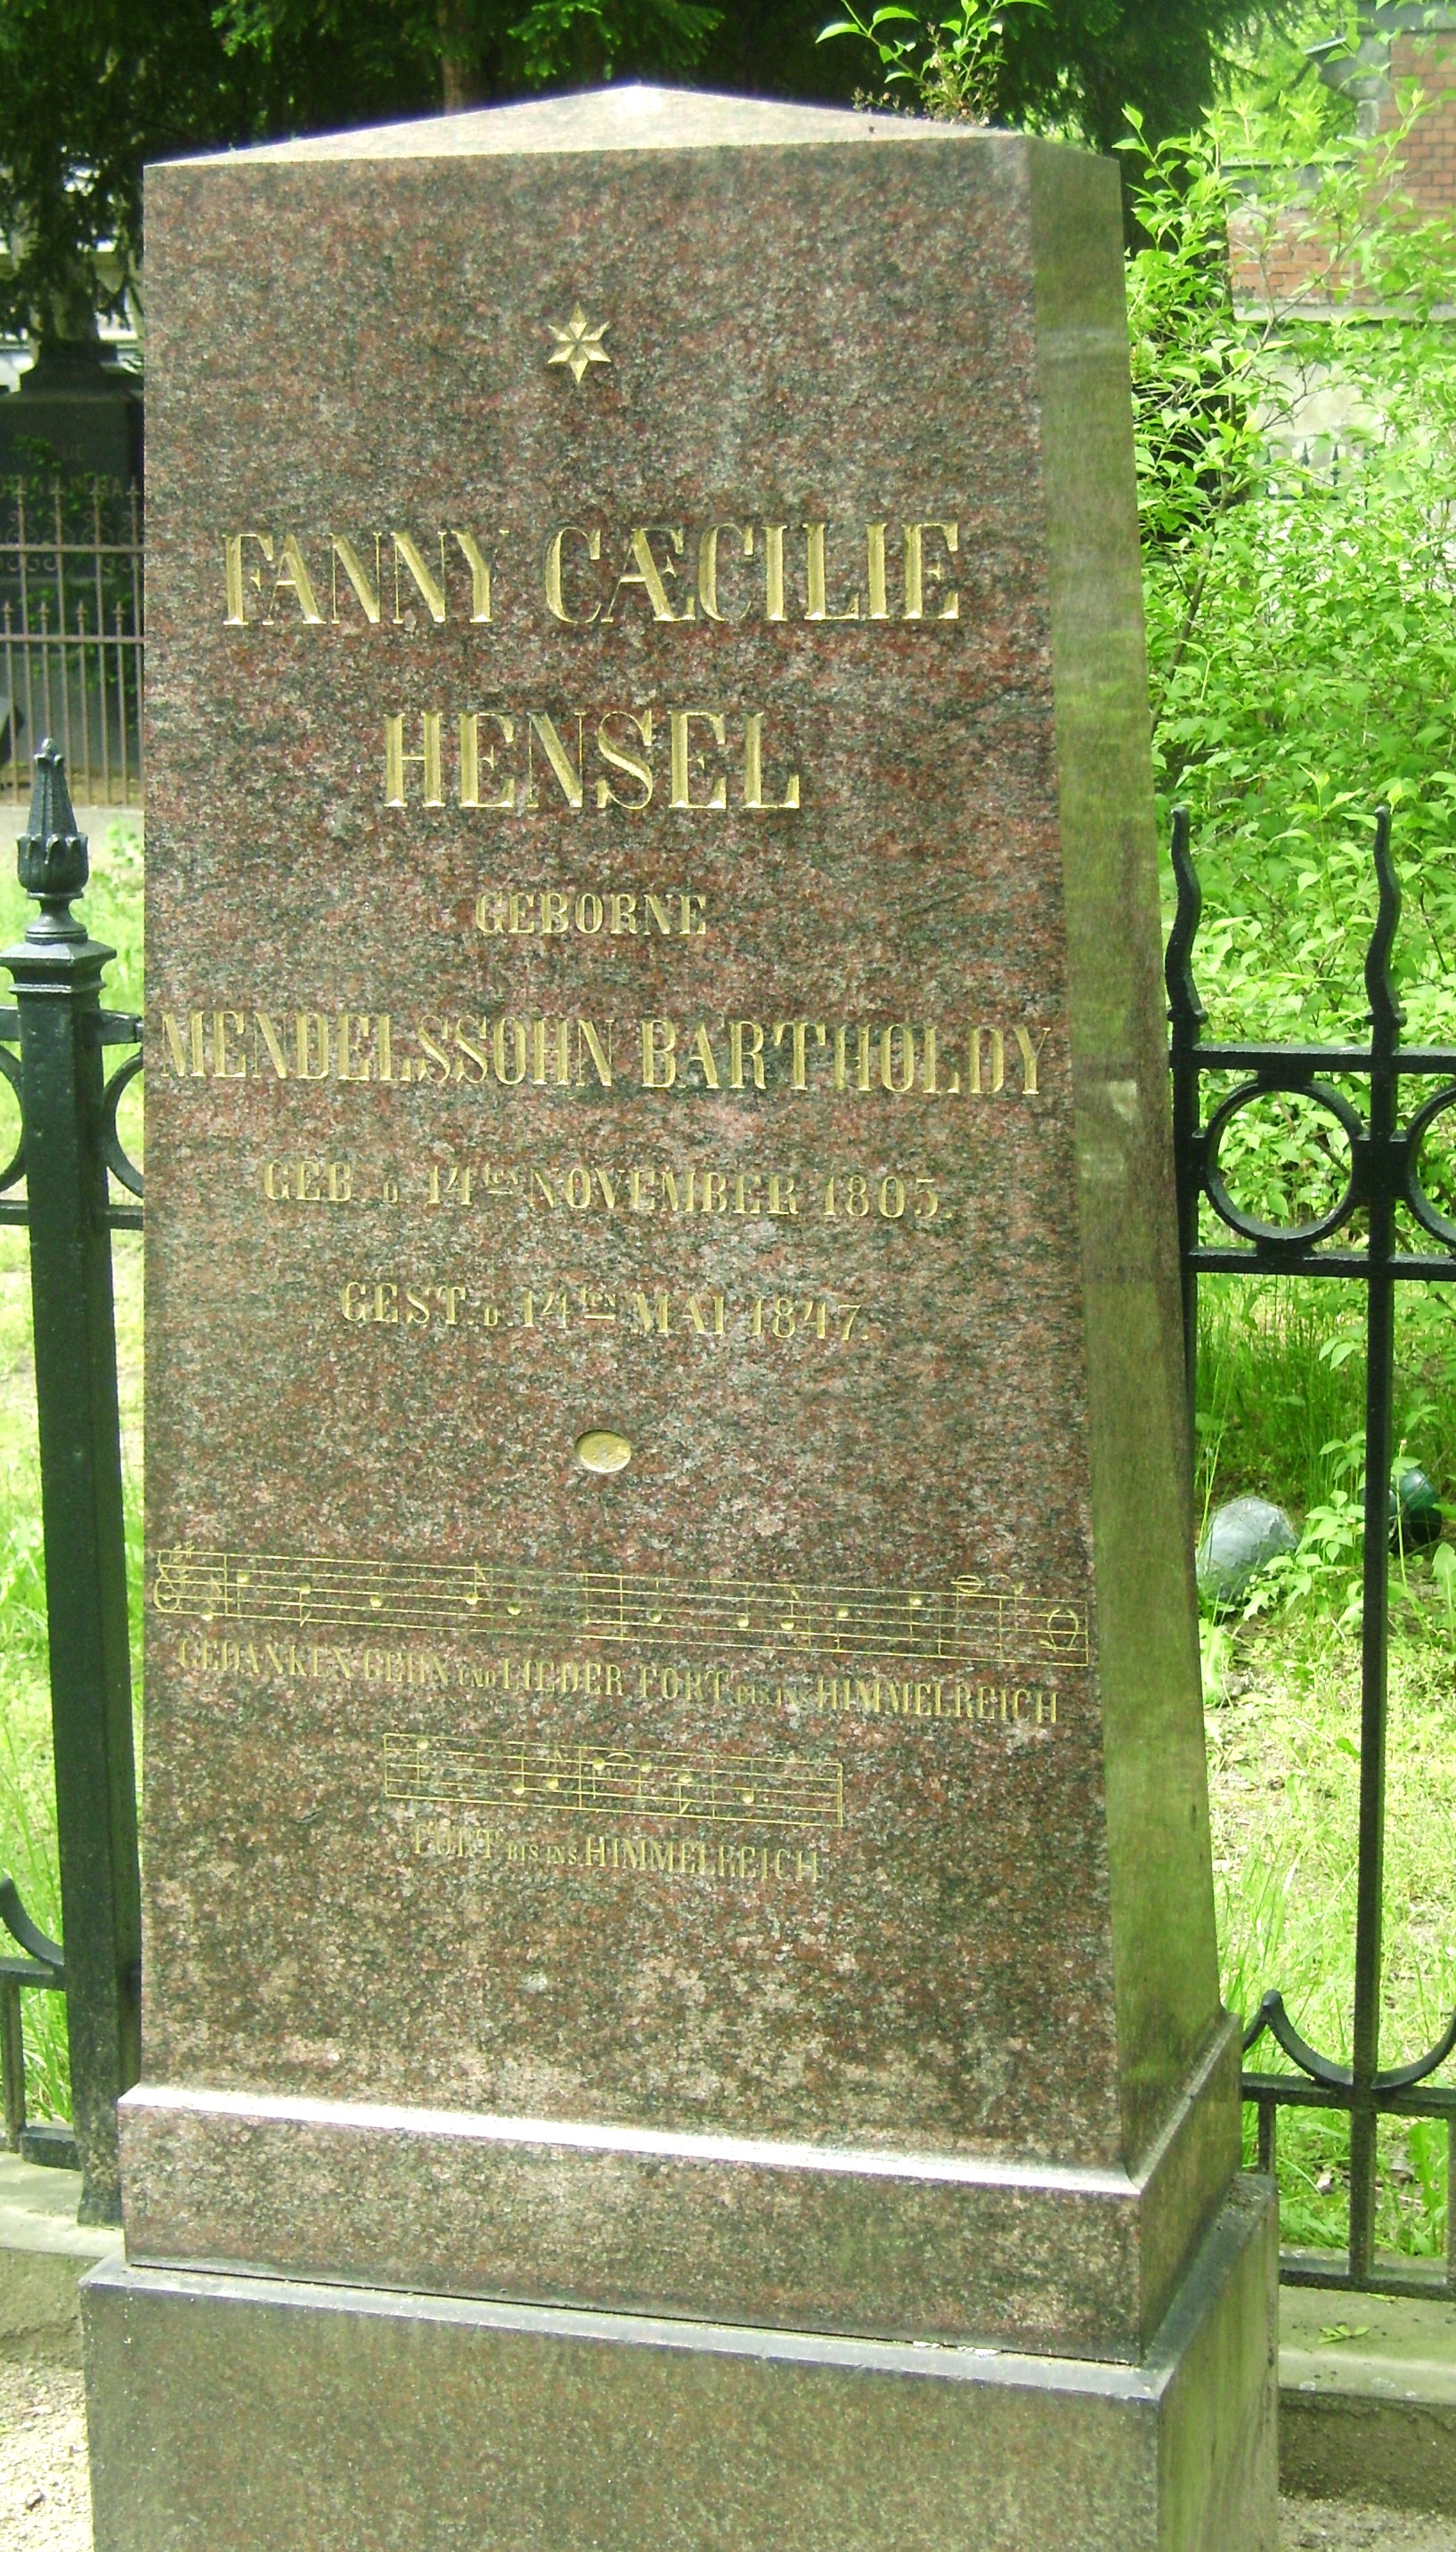 FANNY CÆCILIE
HENSEL
GEBORNE
MENDELSSOHN BARTHOLDY
GEB. D. 14ten NOVEMBER 1805.
GEST. D. 14ten MAI 1847.
GEDANKEN GEHN UND LIEDER FORT BIS INS HIMMELREICH
FORT BIS INS HIMMELREICH